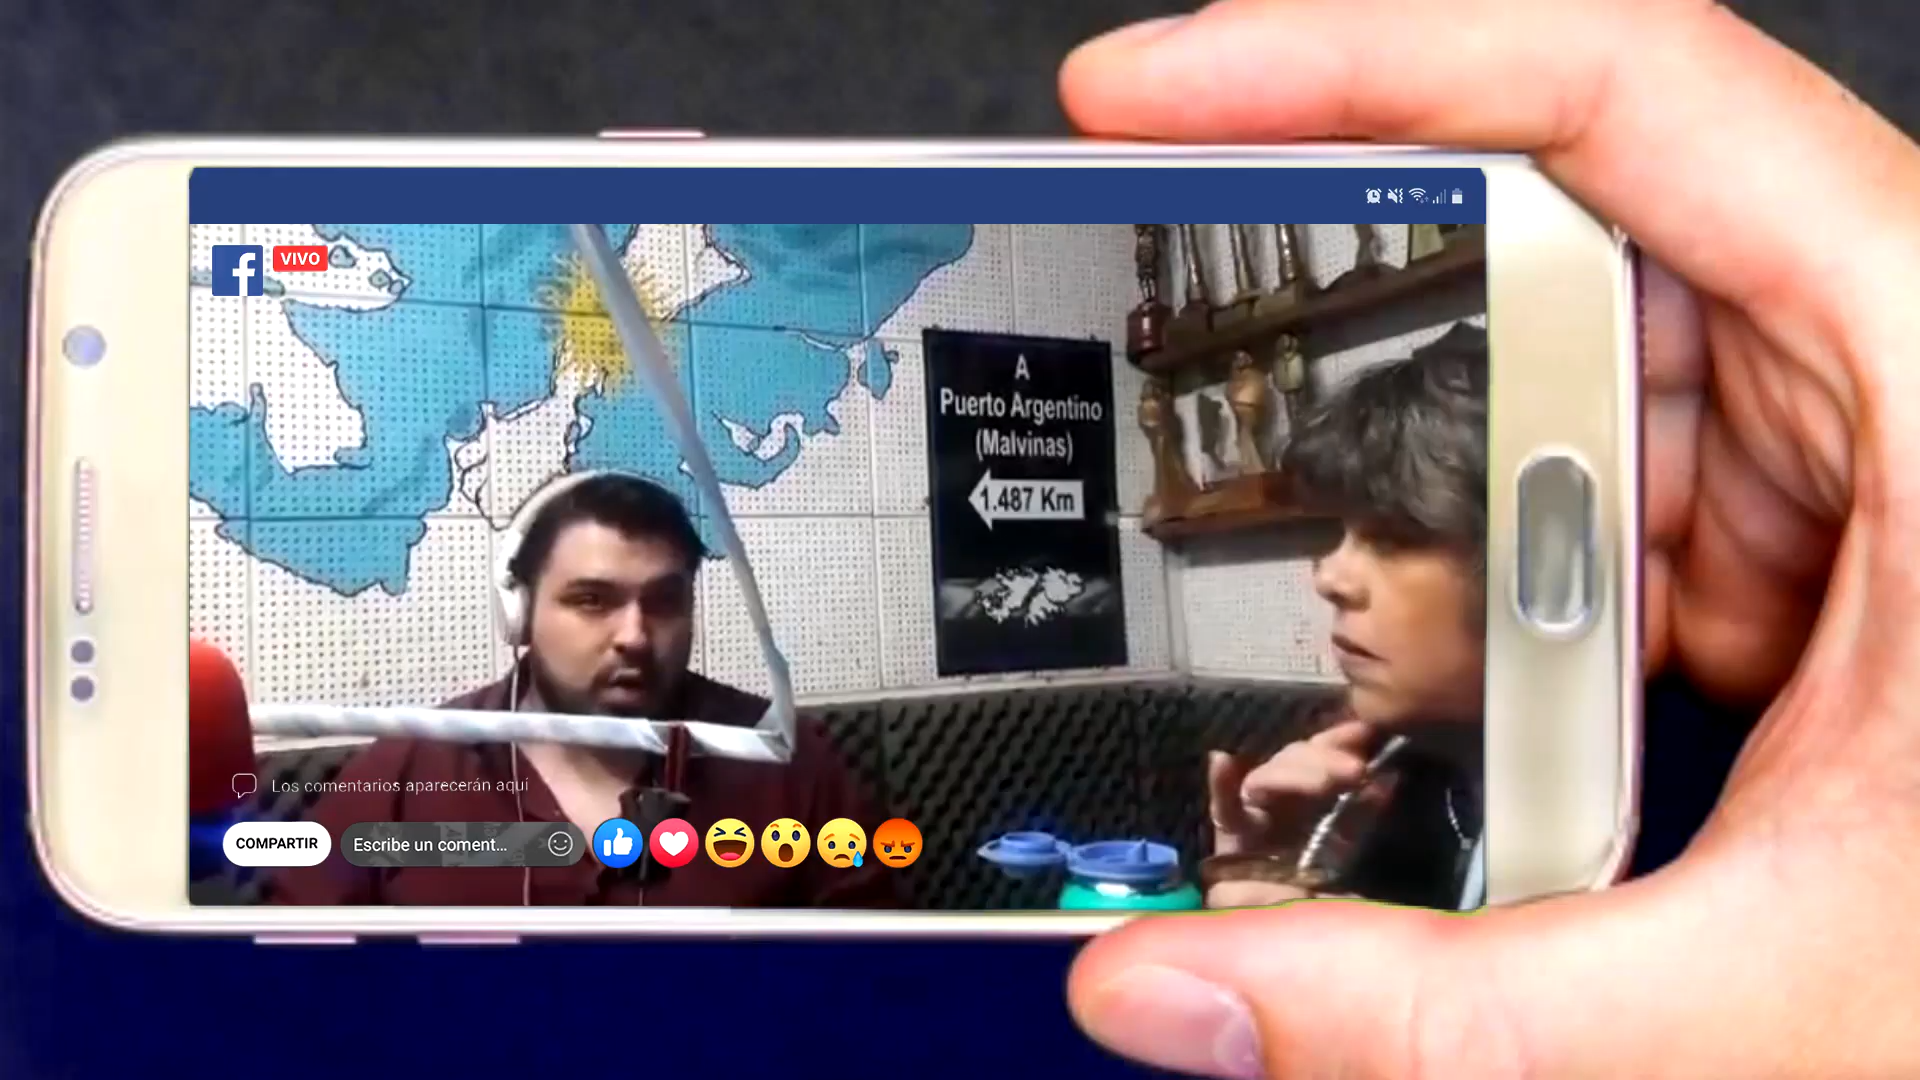 f
VIVO
A
Puerto Argentino
(Malvinas)
1.487 Km
Los comentarios aparecerán aquí
COMPARTIR
Escribe un coment...